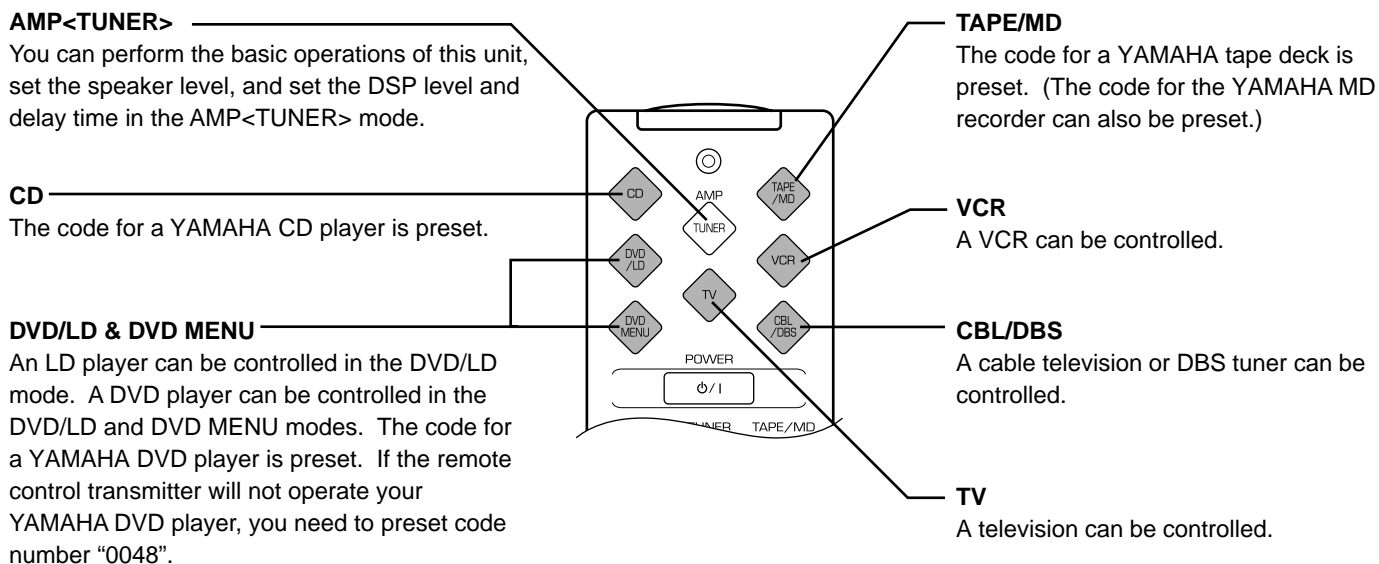 AMP<TUNER>
You can perform the basic operations of this unit,
set the speaker level, and set the DSP level and
delay time in the AMP<TUNER> mode.
CD
The code for a YAMAHA CD player is preset.
DVD/LD & DVD MENU
An LD player can be controlled in the DVD/LD
mode. A DVD player can be controlled in the
DVD/LD and DVD MENU modes. The code for
a YAMAHA DVD player is preset. If the remote
control transmitter will not operate your
YAMAHA DVD player, you need to preset code
number “0048”.
CD
AMP
TUNER
TAPE
/MD
DVD
/LD
VCR
TV
DVD
MENU
CBL
/DBS
POWER
⏻/I
TAPE/MD
TAPE/MD
The code for a YAMAHA tape deck is
preset. (The code for the YAMAHA MD
recorder can also be preset.)
VCR
A VCR can be controlled.
CBL/DBS
A cable television or DBS tuner can be
controlled.
TV
A television can be controlled.